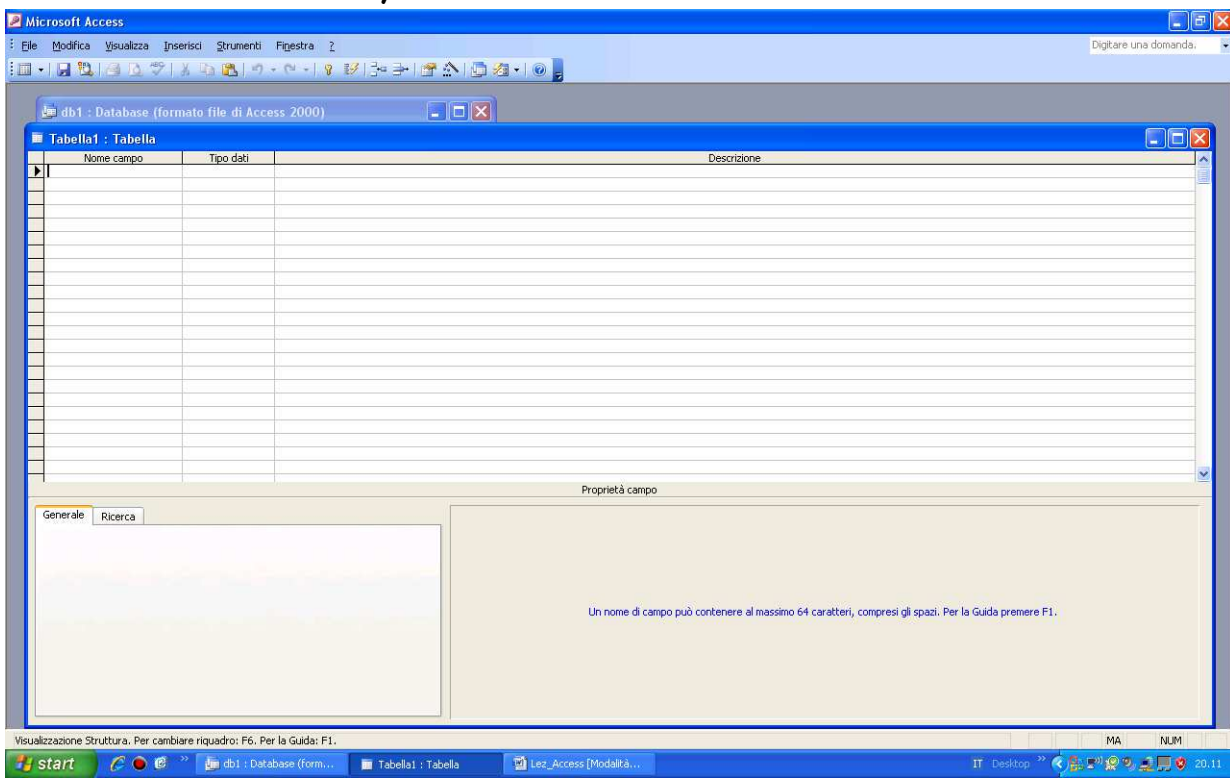 Microsoft Access
File Modifica Visualizza Inserisci Strumenti Finestra ?
Digitare una domanda.
db1 : Database (formato file di Access 2000)
Tabella1 : Tabella
Nome campo Tipo dati Descrizione
Proprietà campo
Generale Ricerca
Un nome di campo può contenere al massimo 64 caratteri, compresi gli spazi. Per la Guida premere F1.
Visualizzazione Struttura. Per cambiare riquadro: F6. Per la Guida: F1.
MA NUM
start db1 : Database (form... Tabella1 : Tabella Lez_Access [Modalità... IT Desktop 20.11